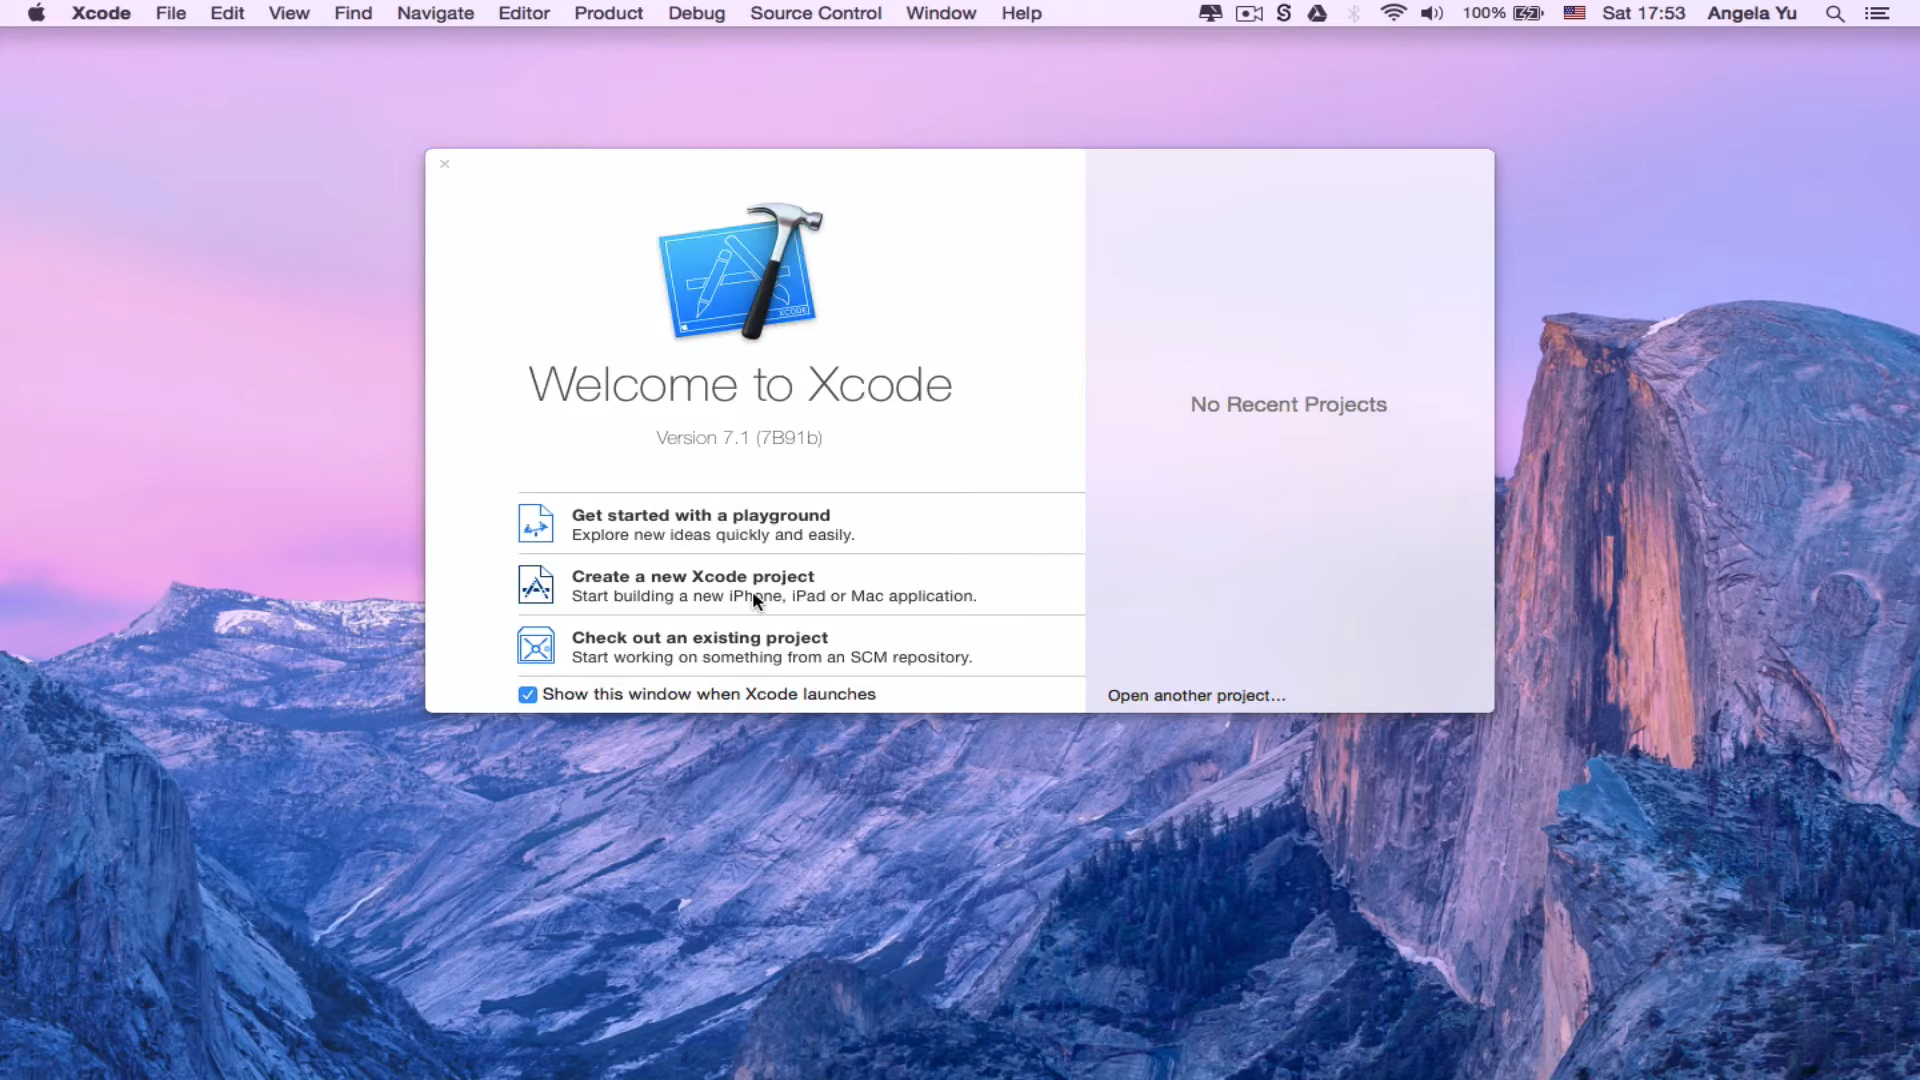 Xcode File Edit View Find Navigate Editor Product Debug Source Control Window Help 100% Sat 17:53 Angela Yu
XCODE
Welcome to Xcode
Version 7.1 (7B91b)
Get started with a playground
Explore new ideas quickly and easily.
Create a new Xcode project
Start building a new iPhone, iPad or Mac application.
Check out an existing project
Start working on something from an SCM repository.
Show this window when Xcode launches
No Recent Projects
Open another project...